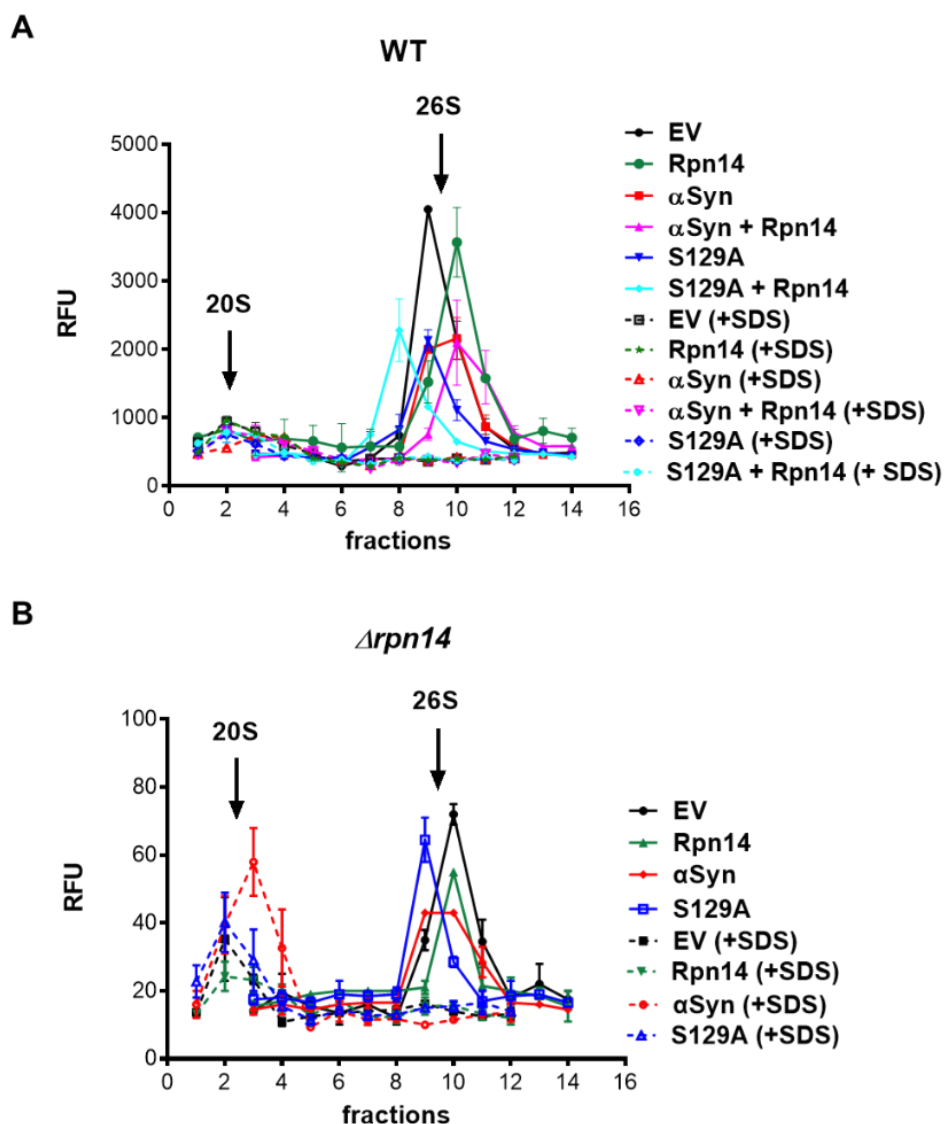 A
WT
26S
20S
5000
4000
3000
2000
1000
0
RFU
0 2 4 6 8 10 12 14 16
fractions
EV
Rpn14
αSyn
αSyn + Rpn14
S129A
S129A + Rpn14
EV (+SDS)
Rpn14 (+SDS)
αSyn (+SDS)
αSyn + Rpn14 (+SDS)
S129A (+SDS)
S129A + Rpn14 (+ SDS)
B
Δrpn14
26S
20S
100
80
60
40
20
0
RFU
0 2 4 6 8 10 12 14 16
fractions
EV
Rpn14
αSyn
S129A
EV (+SDS)
Rpn14 (+SDS)
αSyn (+SDS)
S129A (+SDS)